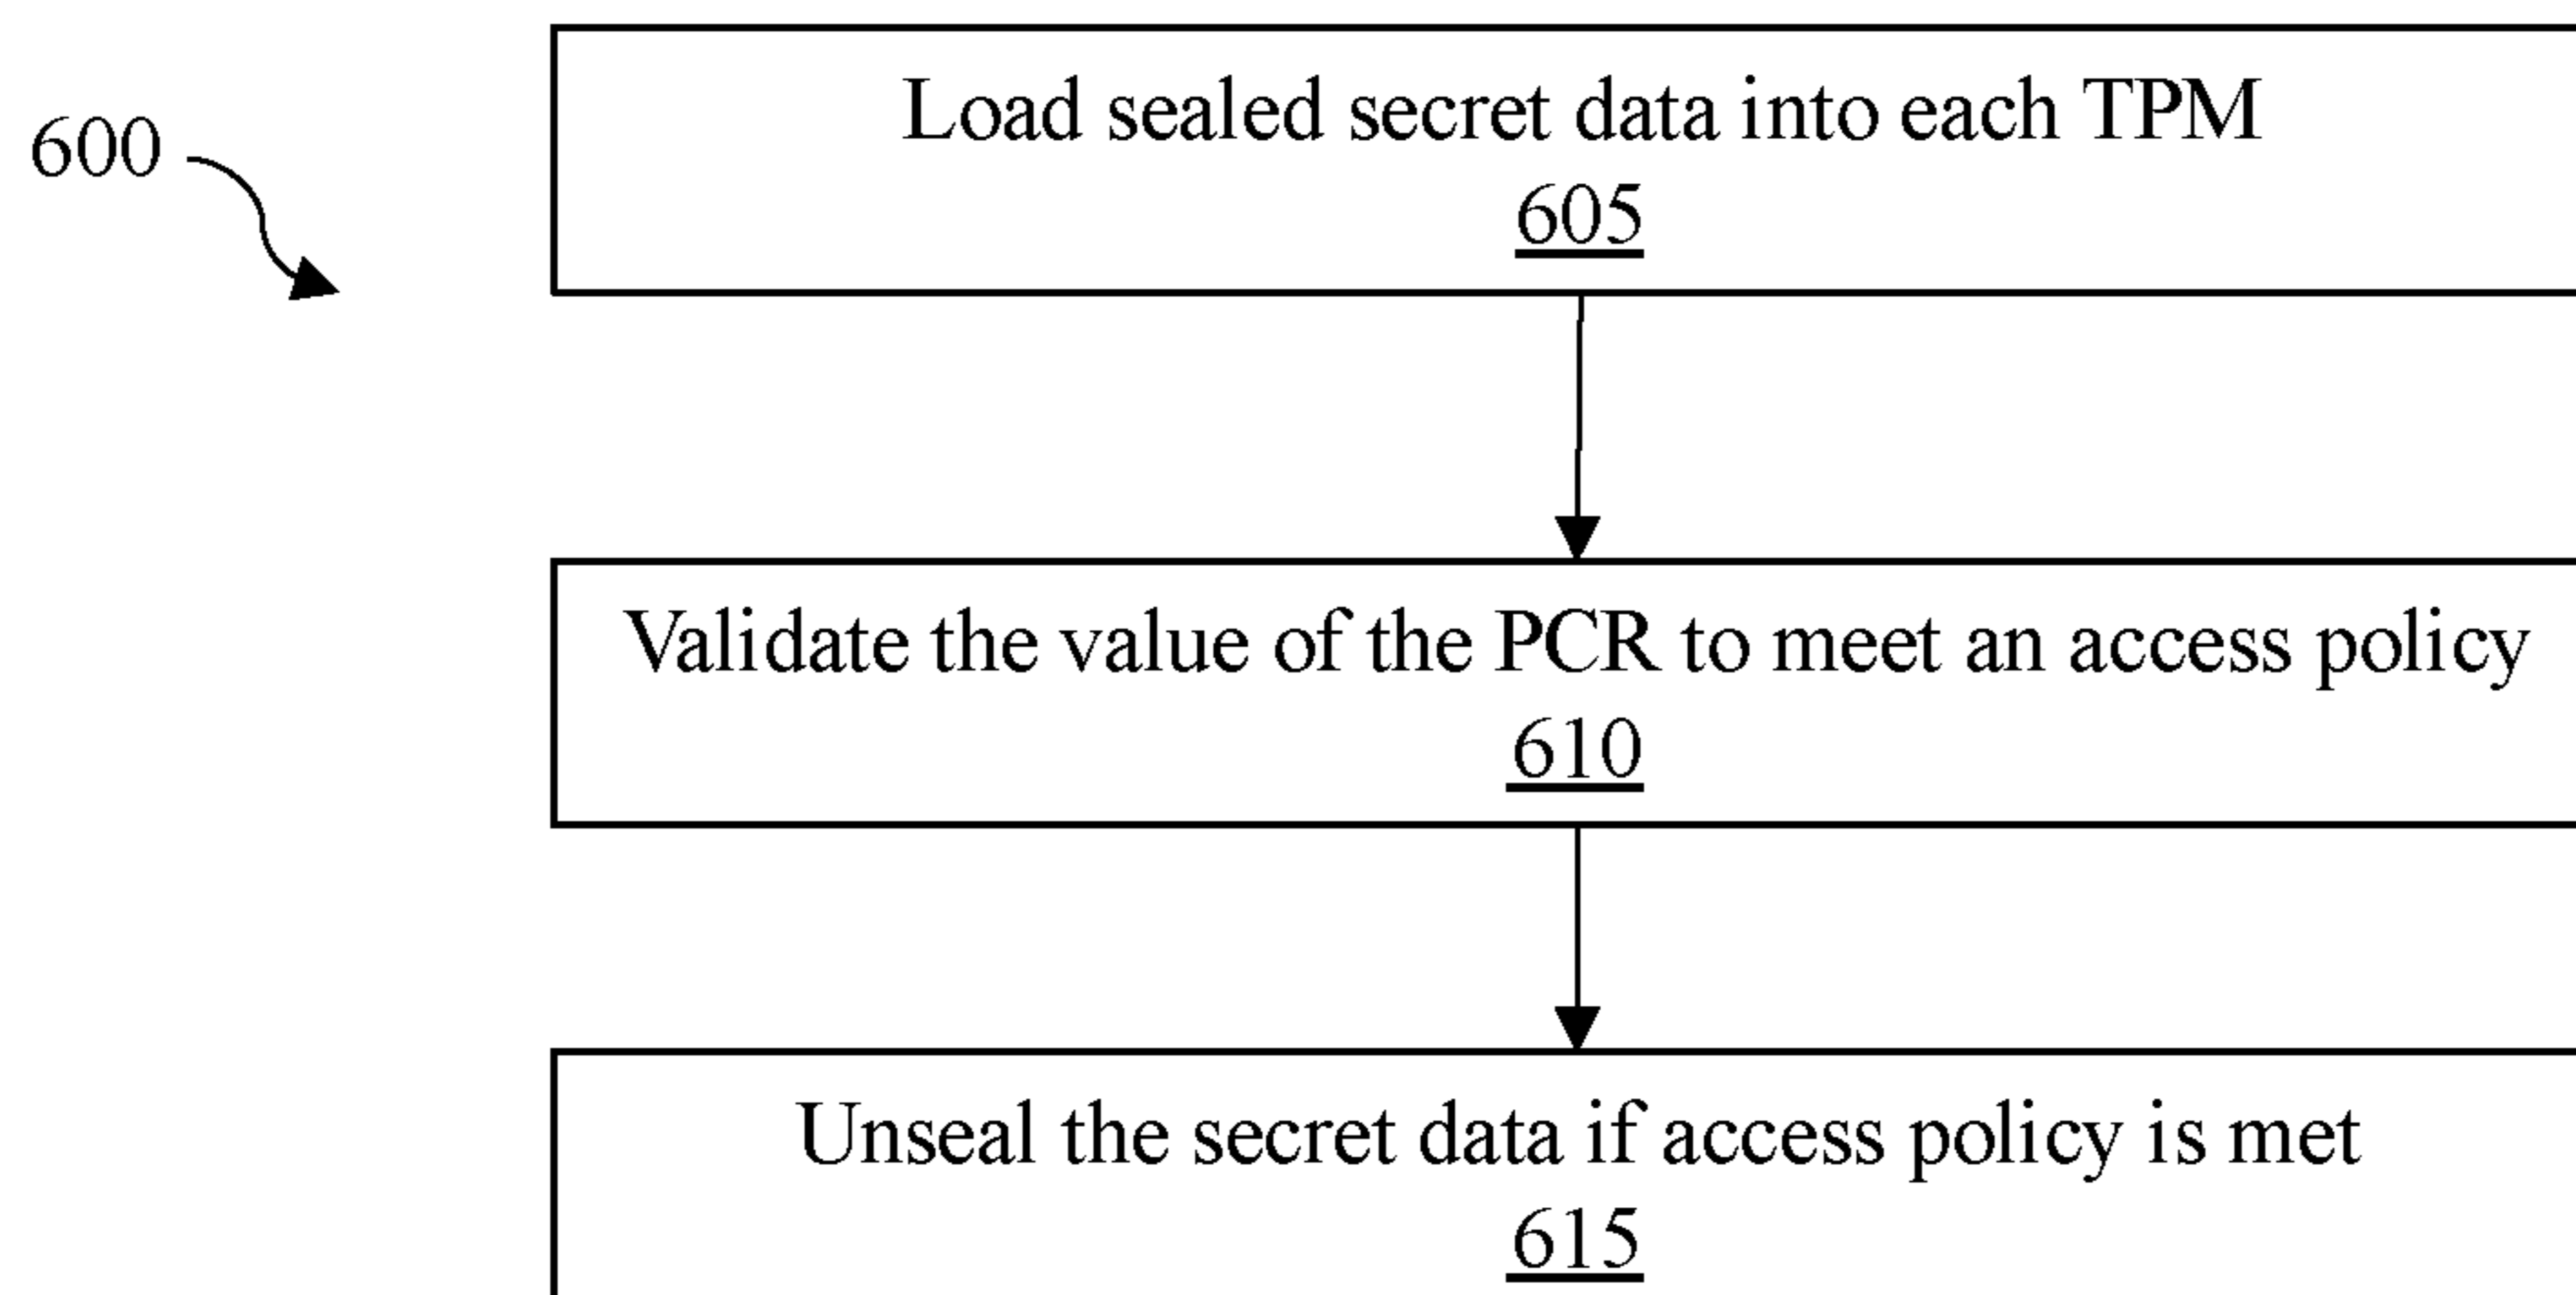 600
Load sealed secret data into each TPM
605
Validate the value of the PCR to meet an access policy
610
Unseal the secret data if access policy is met
615